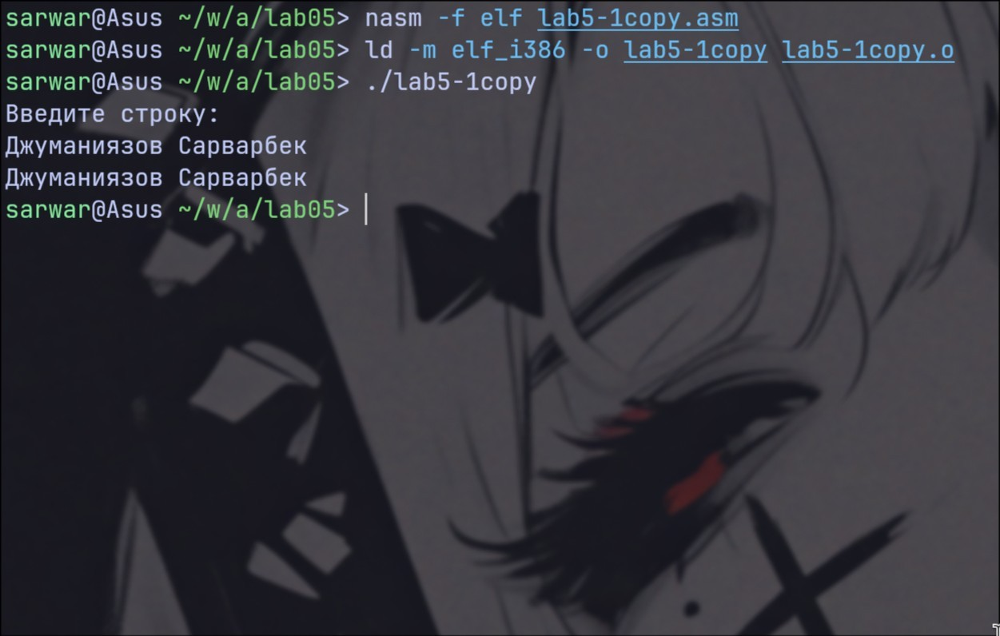 sarwar@Asus ~/w/a/lab05> nasm -f elf lab5-1copy.asm
sarwar@Asus ~/w/a/lab05> ld -m elf_i386 -o lab5-1copy lab5-1copy.o
sarwar@Asus ~/w/a/lab05> ./lab5-1copy
Введите строку:
Джуманиязов Сарварбек
Джуманиязов Сарварбек
sarwar@Asus ~/w/a/lab05>